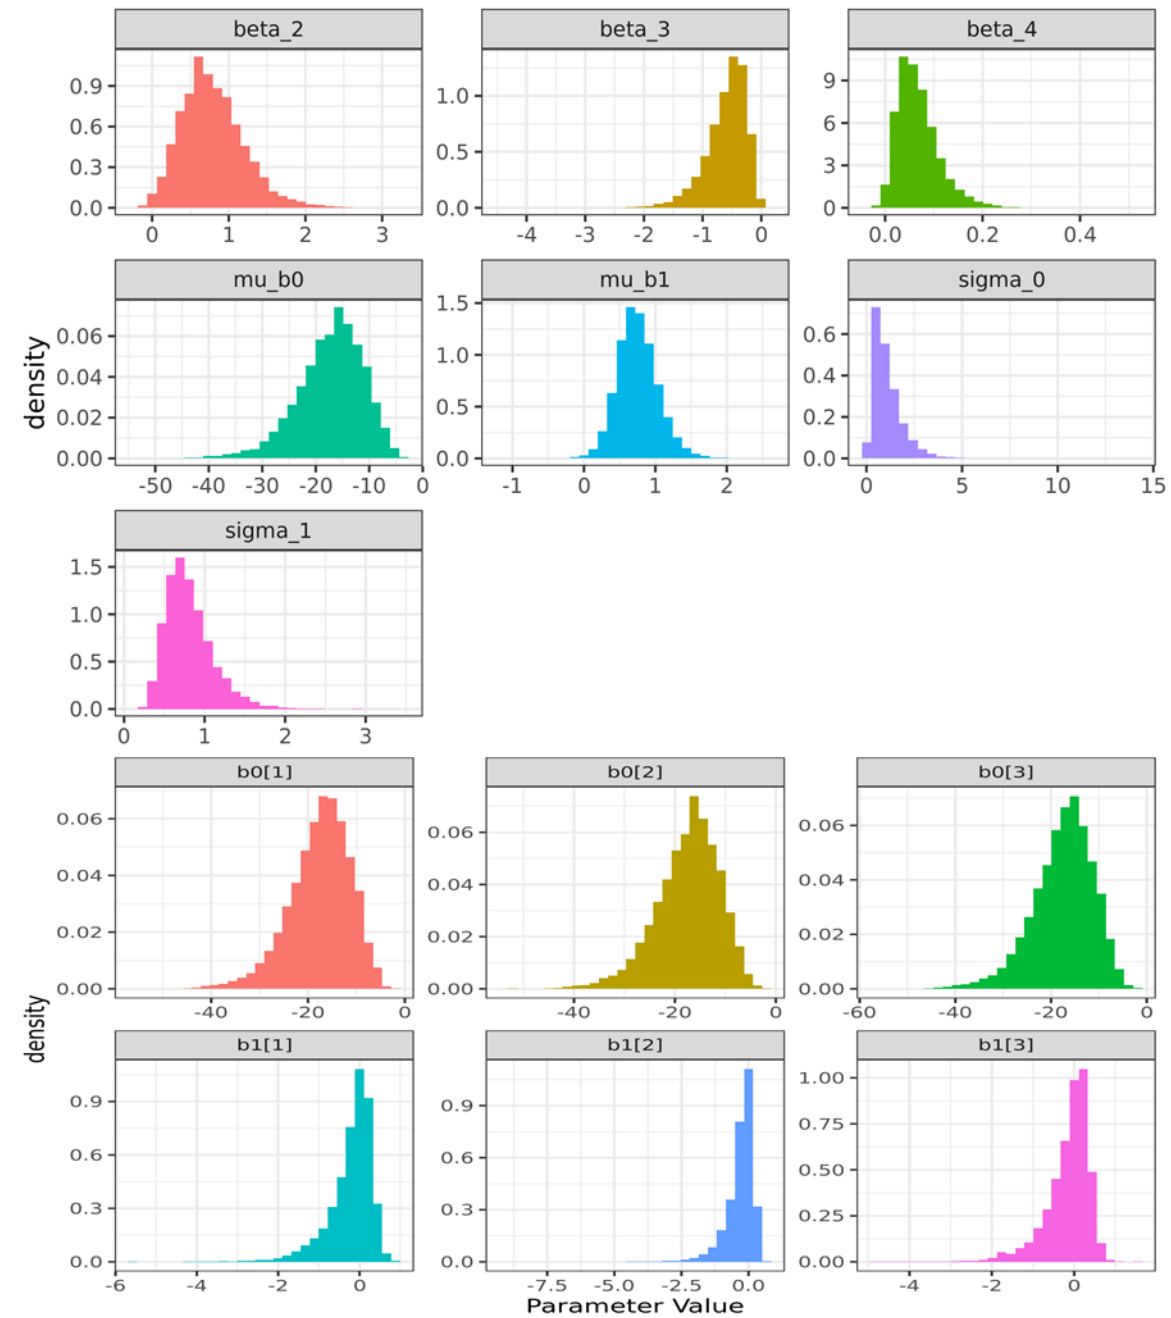 beta_2 beta_3 beta_4
0.9 1.0 9
0.6 0.5 6
0.3 0.0 3
0.0 0
0 1 2 3 -4 -3 -2 -1 0 0.0 0.2 0.4
mu_b0 mu_b1 sigma_0
density
0.06 1.5 0.6
0.04 1.0 0.4
0.02 0.5 0.2
0.00 0.0 0.0
-50 -40 -30 -20 -10 0 -1 0 1 2 0 5 10 15
sigma_1
1.5
1.0
0.5
0.0
0 1 2 3
b0[1] b0[2] b0[3]
0.06 0.06 0.06
0.04 0.04 0.04
0.02 0.02 0.02
0.00 0.00 0.00
-40 -20 0 -40 -20 0 -60 -40 -20 0
density
b1[1] b1[2] b1[3]
0.9 0.9 1.00
0.6 0.6 0.75
0.3 0.3 0.50
0.0 0.0 0.25
0.00
-6 -4 -2 0 -7.5 -5.0 -2.5 0.0 -4 -2 0
Parameter Value